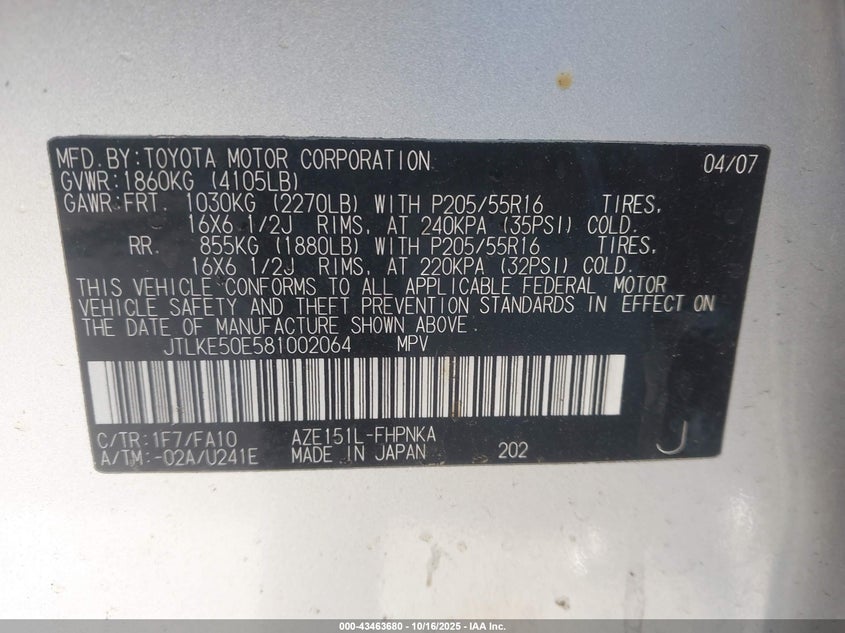 MFD. BY: TOYOTA MOTOR CORPORATION 04/07
GVWR: 1860KG (4105LB)
GAWR: FRT. 1030KG (2270LB) WITH P205/55R16 TIRES,
16X6 1/2J RIMS, AT 240KPA (35PSI) COLD.
RR. 855KG (1880LB) WITH P205/55R16 TIRES,
16X6 1/2J RIMS, AT 220KPA (32PSI) COLD.
THIS VEHICLE CONFORMS TO ALL APPLICABLE FEDERAL MOTOR
VEHICLE SAFETY AND THEFT PREVENTION STANDARDS IN EFFECT ON
THE DATE OF MANUFACTURE SHOWN ABOVE.
JTLKE50E581002064 MPV
C/TR: 1F7/FA10 AZE151L-FHPNKA
A/TM: -02A/U241E MADE IN JAPAN 202 J
000-43463680 - 10/16/2025 - IAA Inc.